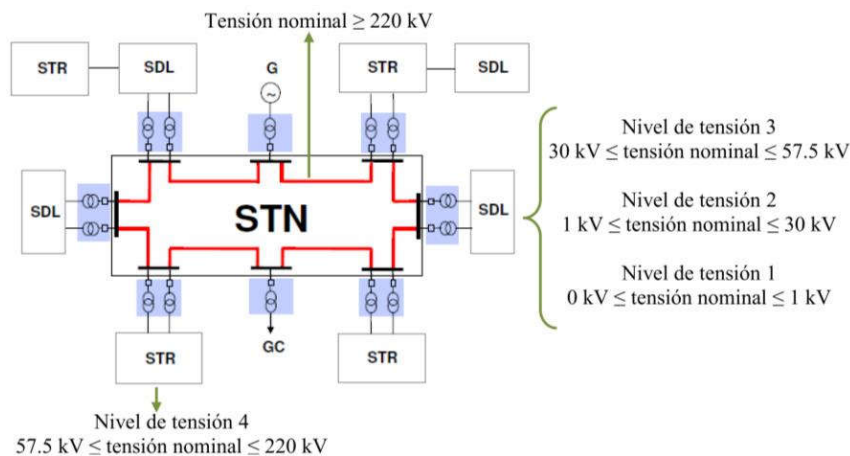 Tensión nominal ≥ 220 kV
STR
SDL
G
STR
SDL
~
Nivel de tensión 3
30 kV ≤ tensión nominal ≤ 57.5 kV
SDL
STN
SDL
Nivel de tensión 2
1 kV ≤ tensión nominal ≤ 30 kV
Nivel de tensión 1
0 kV ≤ tensión nominal ≤ 1 kV
STR
GC
STR
Nivel de tensión 4
57.5 kV ≤ tensión nominal ≤ 220 kV